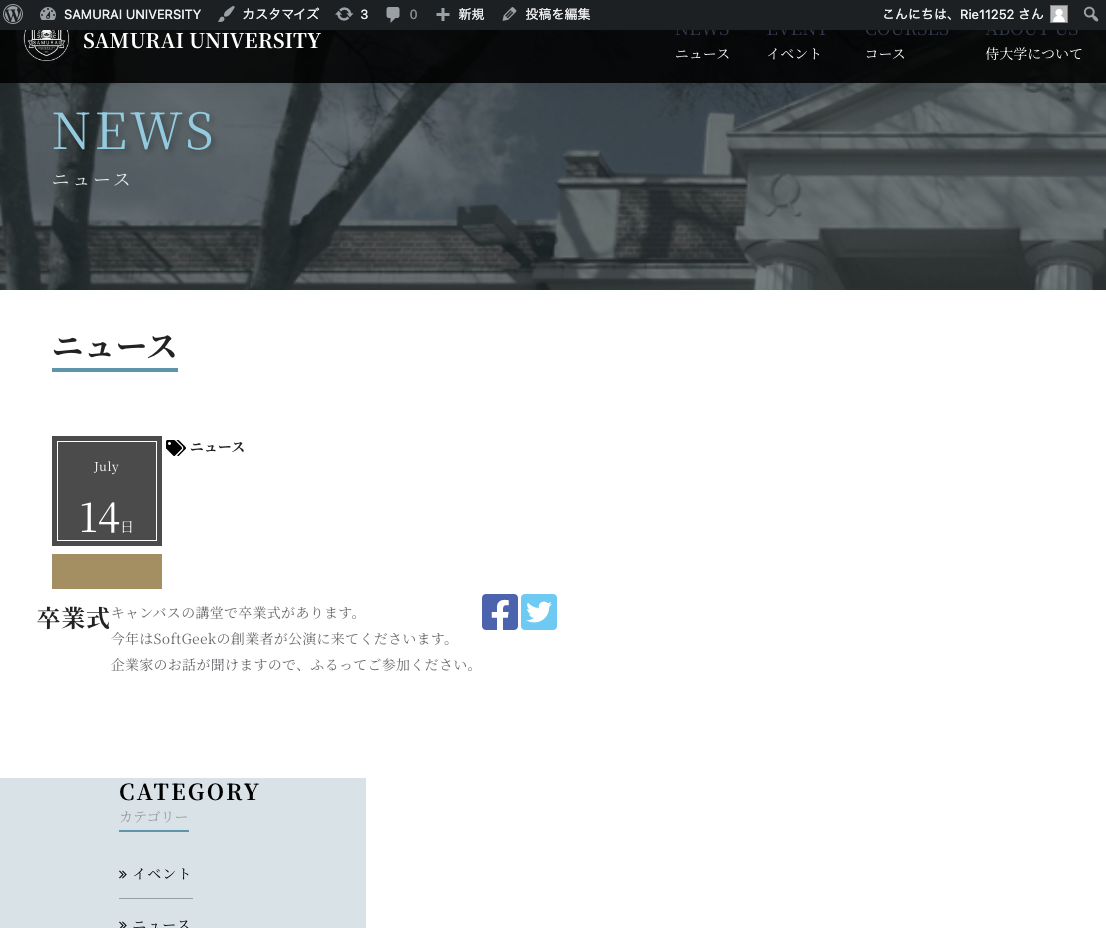 SAMURAI UNIVERSITY カスタマイズ 3 0 新規 投稿を編集 こんにちは、Rie11252 さん
SAMURAI UNIVERSITY
NEWS EVENT COURSES ABOUT US
ニュース イベント コース 侍大学について
NEWS
ニュース
ニュース
July
14日
ニュース
卒業式
キャンバスの講堂で卒業式があります。
今年はSoftGeekの創業者が公演に来てくださいます。
企業家のお話が聞けますので、ふるってご参加ください。
CATEGORY
カテゴリー
» イベント
» ニュース